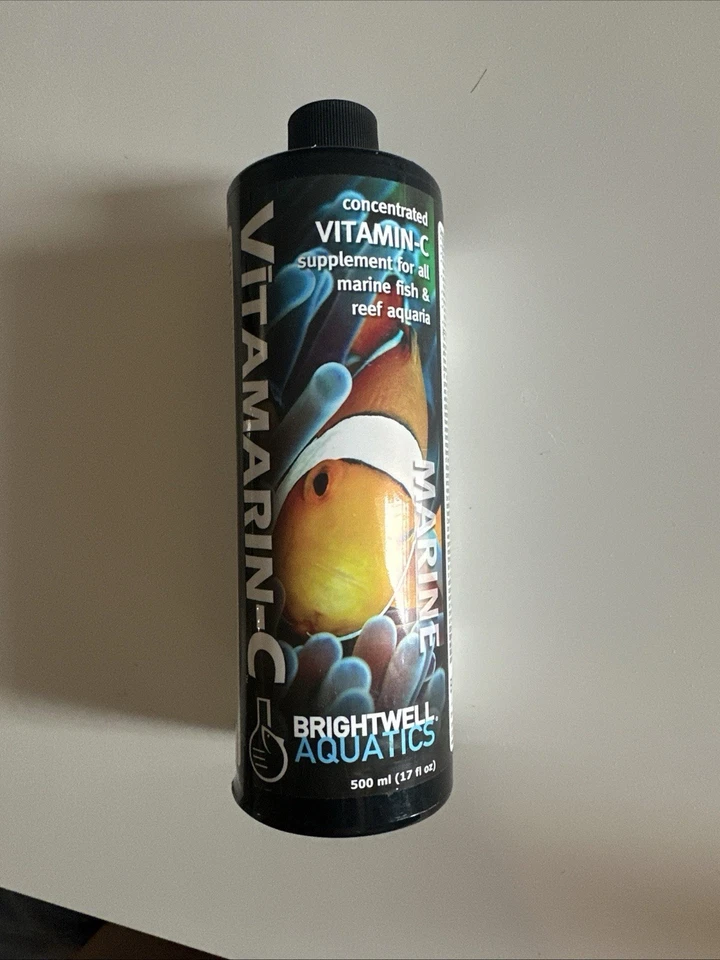 concentrated
VITAMIN-C
supplement for all
marine fish &
reef aquaria
ViTAMARIN-C
MARINE
BRIGHTWELL®
AQUATICS
500 ml (17 fl oz)